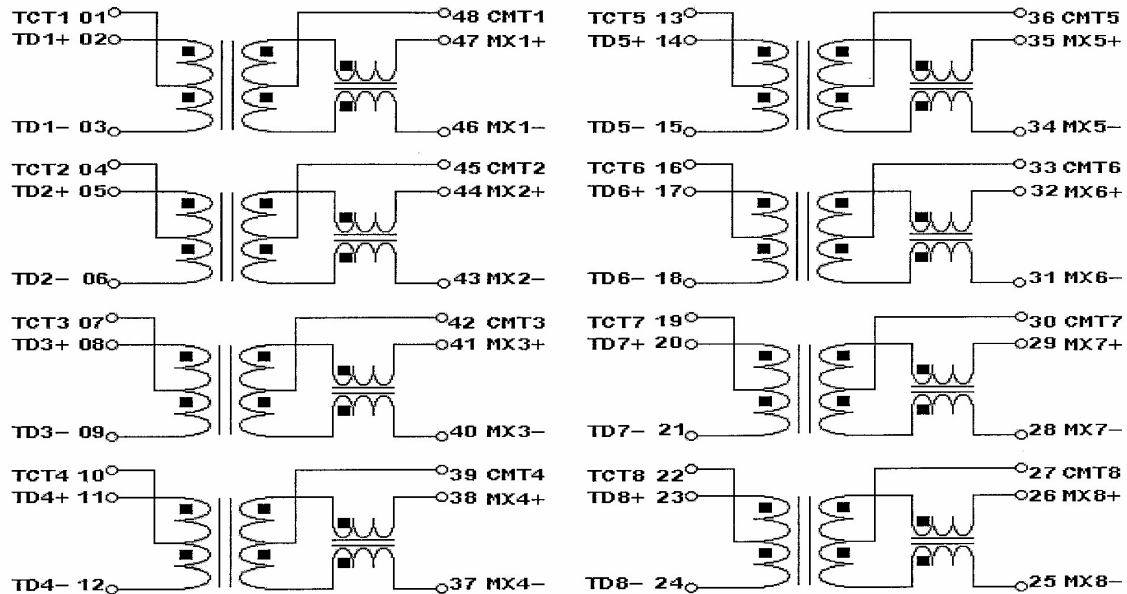 TCT1 01
48 CMT1
TD1+ 02
47 MX1+
TD1- 03
46 MX1-
TCT2 04
45 CMT2
TD2+ 05
44 MX2+
TD2- 06
43 MX2-
TCT3 07
42 CMT3
TD3+ 08
41 MX3+
TD3- 09
40 MX3-
TCT4 10
39 CMT4
TD4+ 11
38 MX4+
TD4- 12
37 MX4-
TCT5 13
36 CMT5
TD5+ 14
35 MX5+
TD5- 15
34 MX5-
TCT6 16
33 CMT6
TD6+ 17
32 MX6+
TD6- 18
31 MX6-
TCT7 19
30 CMT7
TD7+ 20
29 MX7+
TD7- 21
28 MX7-
TCT8 22
27 CMT8
TD8+ 23
26 MX8+
TD8- 24
25 MX8-